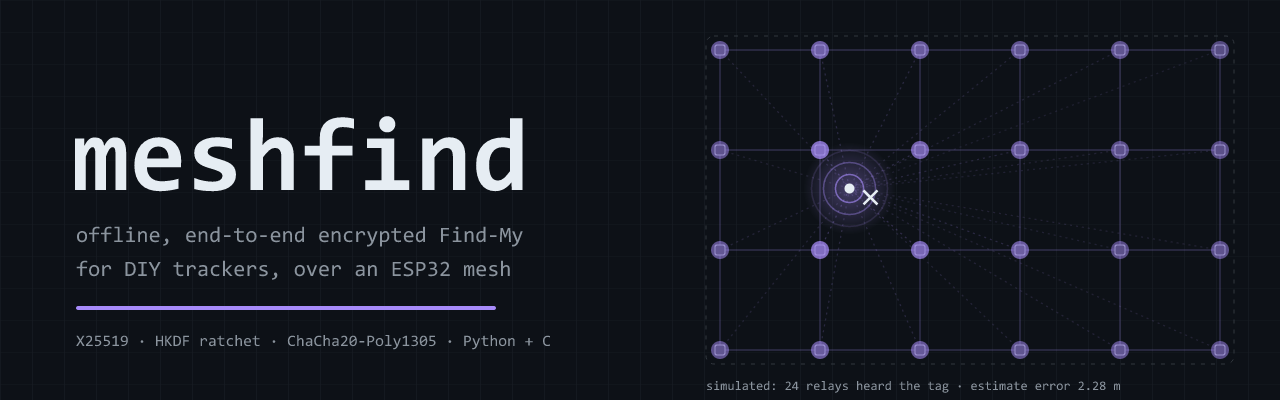 meshfind
offline, end-to-end encrypted Find-My
for DIY trackers, over an ESP32 mesh
X25519 · HKDF ratchet · ChaCha20-Poly1305 · Python + C
simulated: 24 relays heard the tag · estimate error 2.28 m